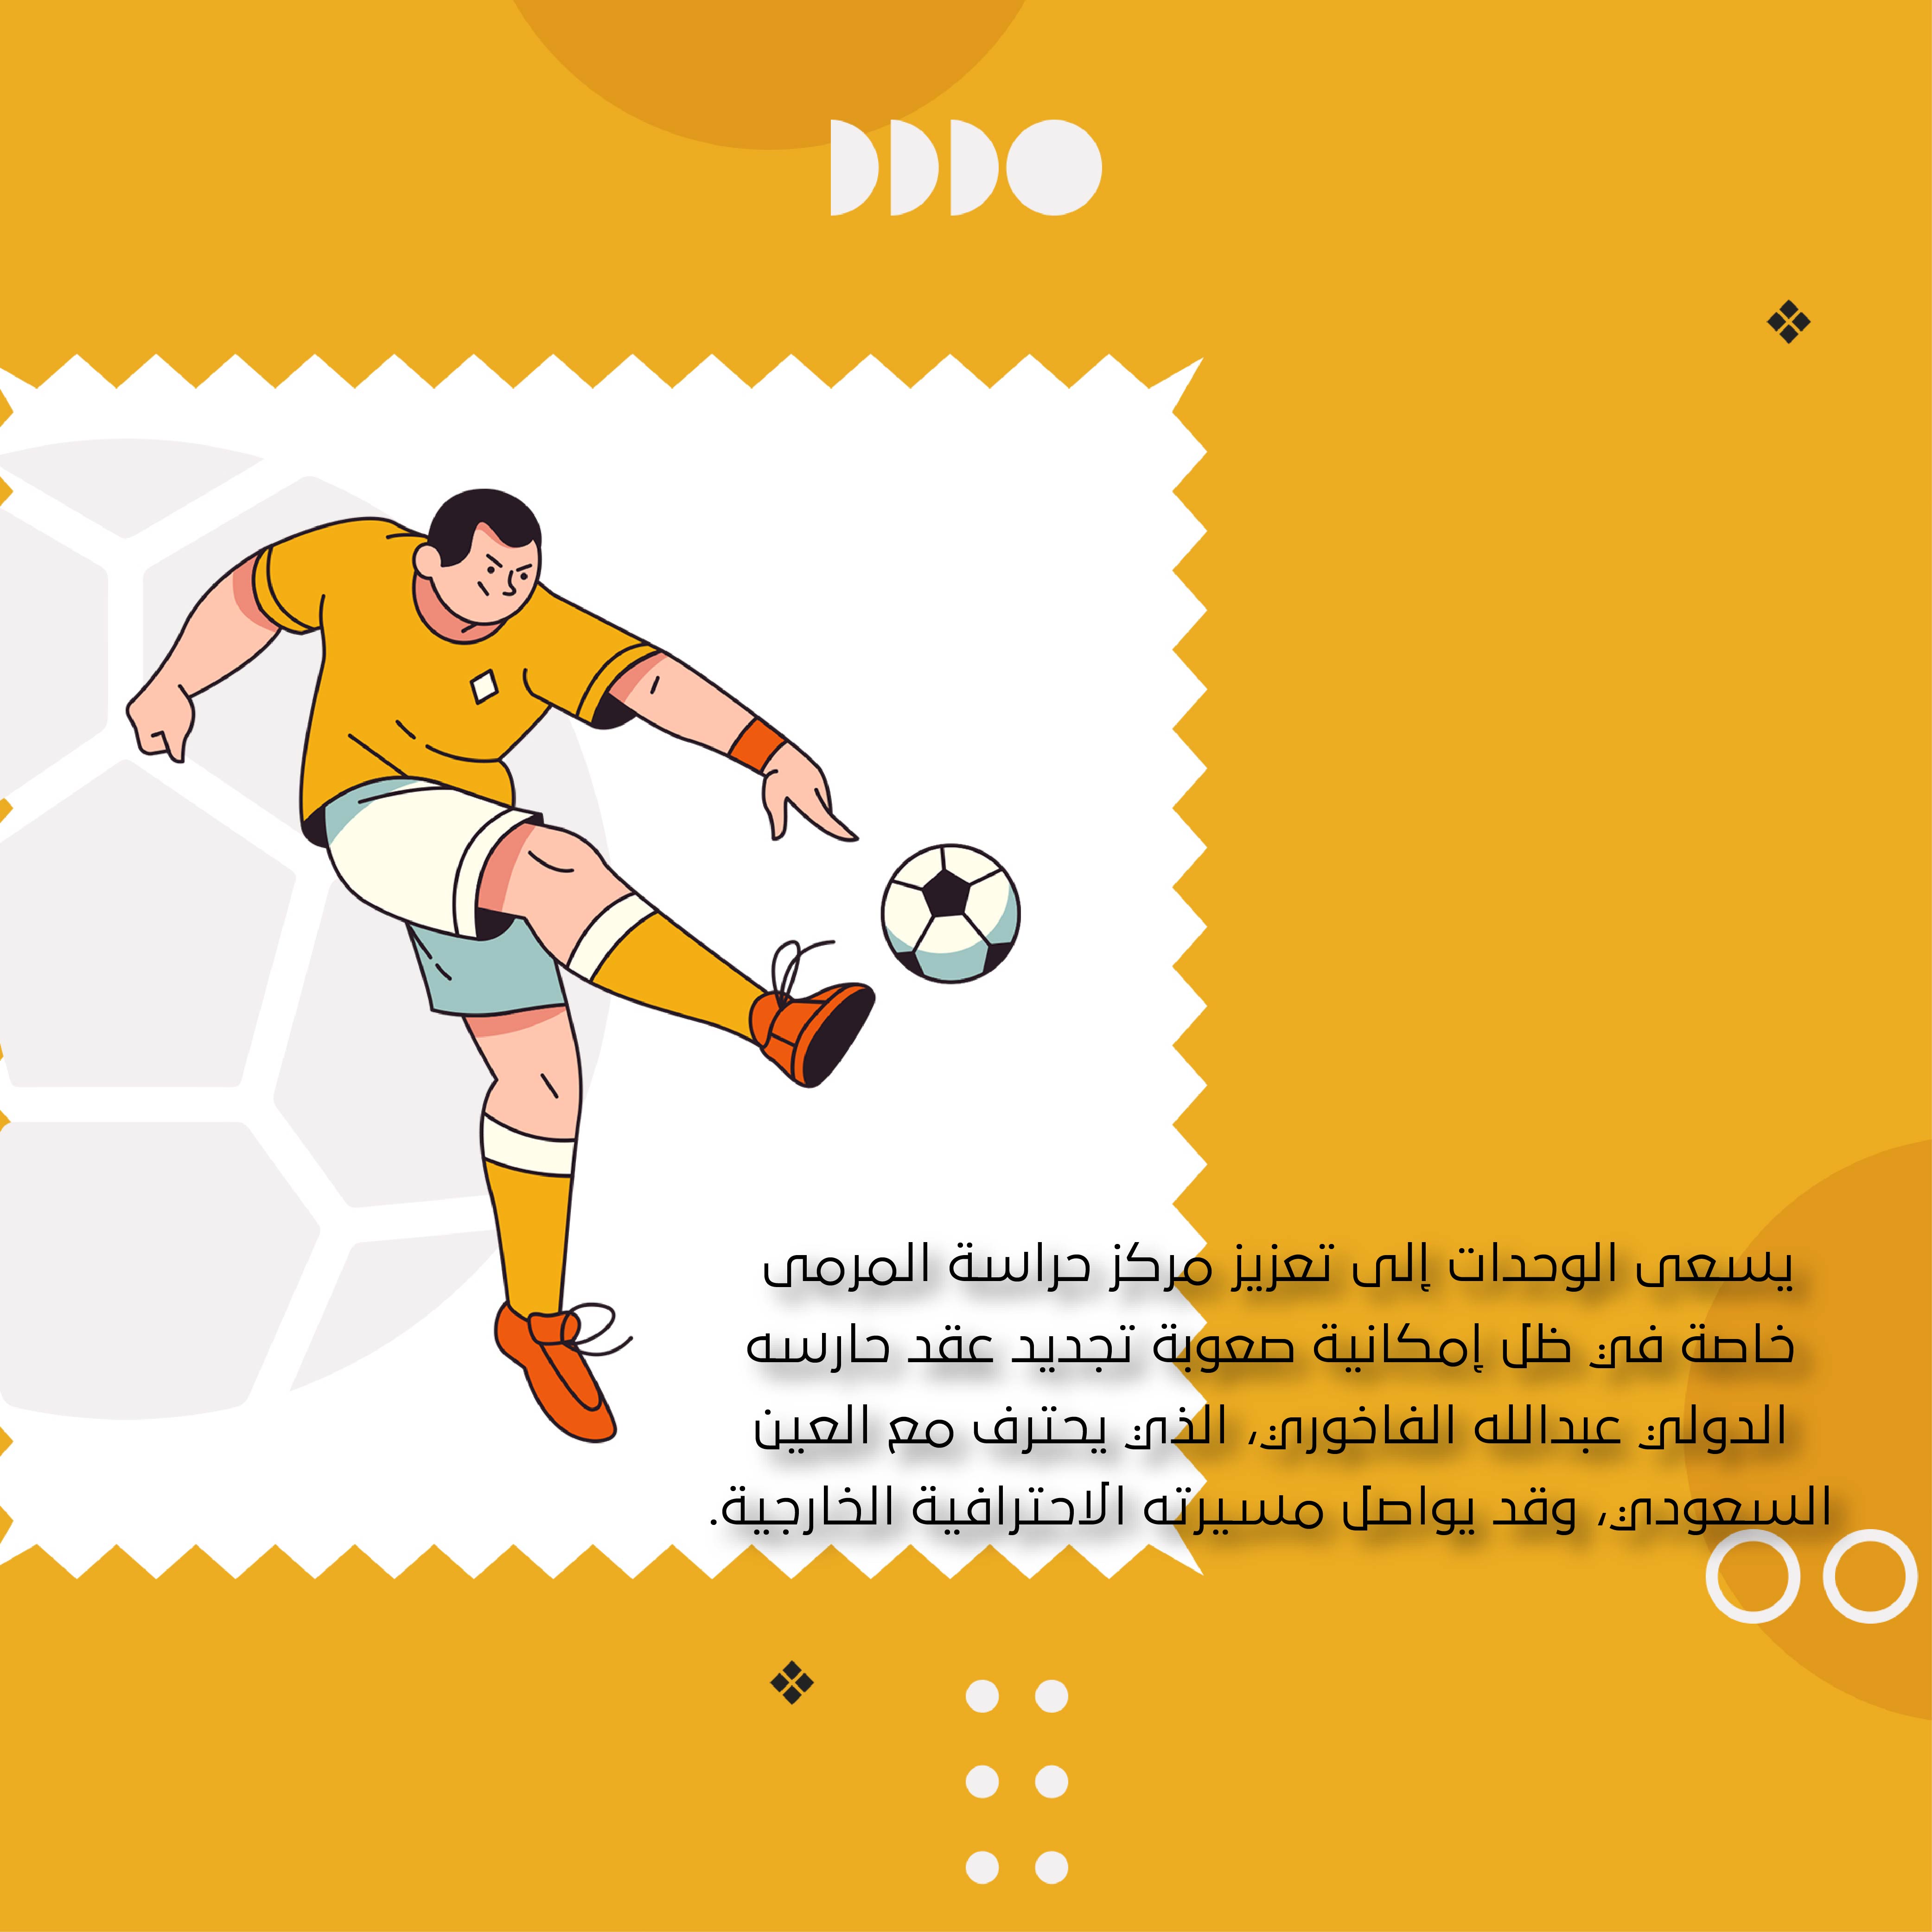 يسعى الوحدات إلى تعزيز مركز حراسة المرمى
خاصة في ظل إمكانية صعوبة تجديد عقد حارسه
الدولي عبدالله الفاخوري، الذي يحترف مع العين
السعودي، وقد يواصل مسيرته الاحترافية الخارجية.